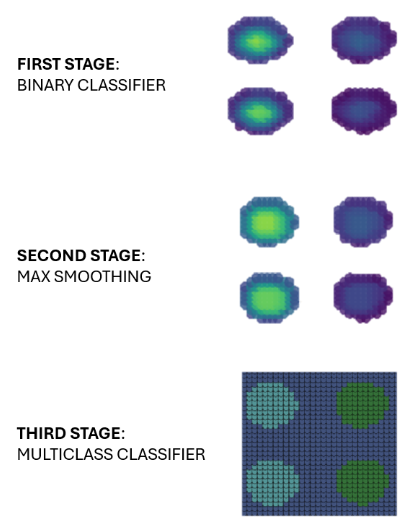 FIRST STAGE:
BINARY CLASSIFIER
SECOND STAGE:
MAX SMOOTHING
THIRD STAGE:
MULTICLASS CLASSIFIER